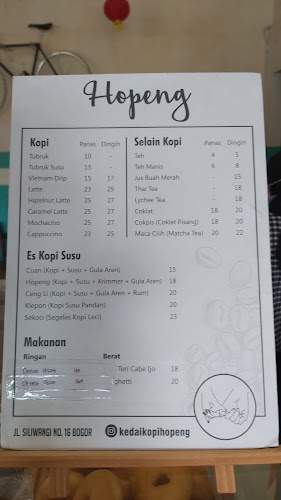 Hopeng
Kopi Panas Dingin
Tubruk 10 -
Tubruk Susu 13 -
Vietnam Drip 15 17
Latte 23 25
Hazelnut Latte 25 27
Caramel Latte 25 27
Mochacino 25 27
Cappucino 23 25
Selain Kopi Panas Dingin
Teh 4 5
Teh Manis 6 8
Jus Buah Merah - 15
Thai Tea - 18
Lychee Tea - 18
Coklat 18 20
Cokpis (Coklat Pisang) 18 20
Maca Cilih (Matcha Tea) 20 22
Es Kopi Susu
Cuan (Kopi + Susu + Gula Aren) 15
Hopeng (Kopi + Susu + Krimmer + Gula Aren) 18
Ceng Li (Kopi + Susu + Gula Aren + Rum) 20
Klepon (Kopi Susu Pandan) 20
Sekoci (Segelas Kopi Leci) 23
Makanan
Ringan
Berat
Teri Cabe Ijo 18
ghetti 20
JL. SILIWANGI NO. 16 BOGOR kedaikopihopeng